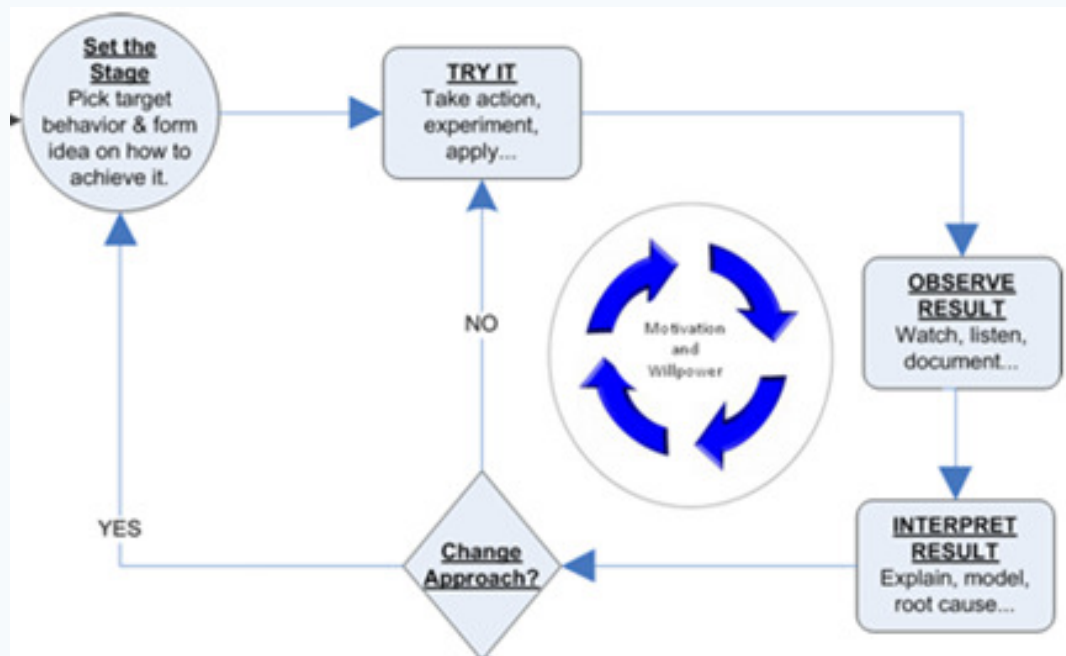 Set the
Stage
Pick target
behavior & form
idea on how to
achieve it.
TRY IT
Take action,
experiment,
apply...
OBSERVE
RESULT
Watch, listen,
document...
NO
Motivation
and
Willpower
YES
Change
Approach?
INTERPRET
RESULT
Explain, model,
root cause...